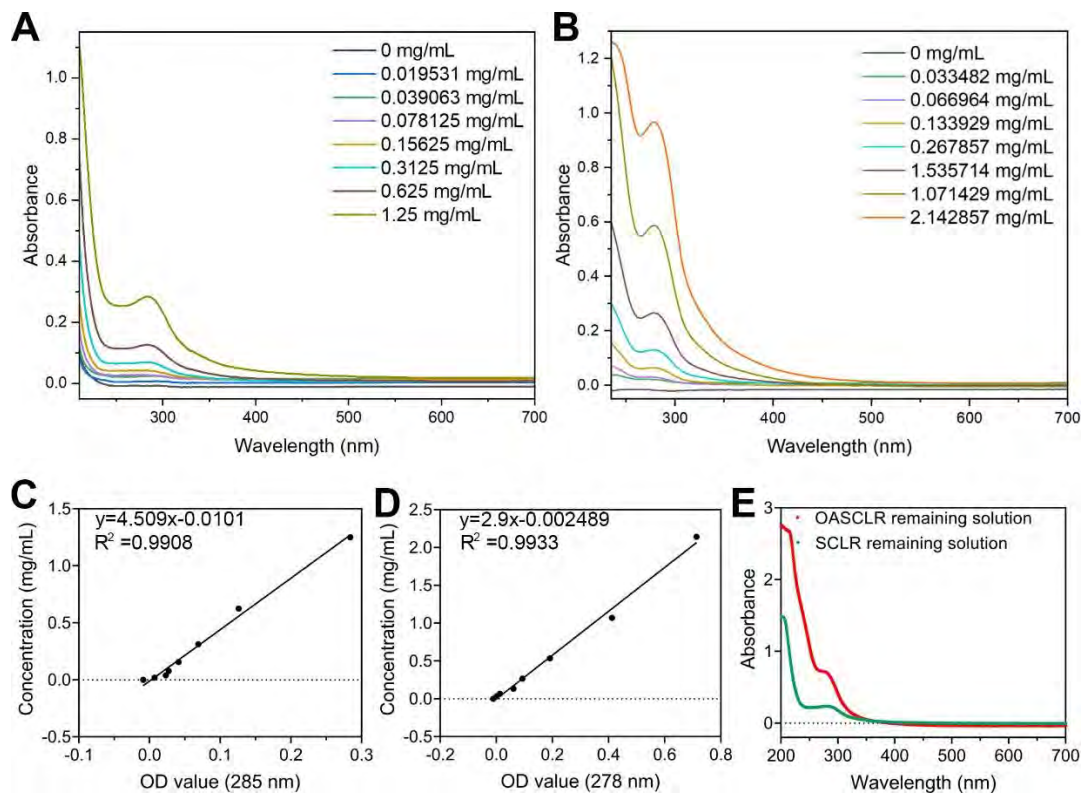 A
1.0
0.8
0.6
0.4
0.2
0.0
Absorbance
300
400
500
600
700
Wavelength (nm)
0 mg/mL
0.019531 mg/mL
0.039063 mg/mL
0.078125 mg/mL
0.15625 mg/mL
0.3125 mg/mL
0.625 mg/mL
1.25 mg/mL
B
1.2
1.0
0.8
0.6
0.4
0.2
0.0
Absorbance
300
400
500
600
700
Wavelength (nm)
0 mg/mL
0.033482 mg/mL
0.066964 mg/mL
0.133929 mg/mL
0.267857 mg/mL
1.535714 mg/mL
1.071429 mg/mL
2.142857 mg/mL
C
y=4.509x-0.0101
R² =0.9908
1.5
1.0
0.5
0.0
-0.5
Concentration (mg/mL)
0.0
0.1
0.2
0.3
OD value (285 nm)
D
y=2.9x-0.002489
R² =0.9933
2.5
2.0
1.5
1.0
0.5
0.0
-0.5
Concentration (mg/mL)
0.0
0.2
0.4
0.6
0.8
OD value (278 nm)
E
OASCLR remaining solution
SCLR remaining solution
3
2
1
0
Absorbance
200
300
400
500
600
700
Wavelength (nm)